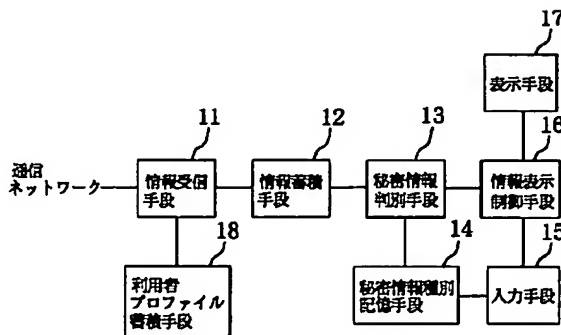 17
表示手段
11
12
13
16
通信
ネットワーク
情報受信
手段
情報蓄積
手段
秘密情報
判別手段
情報表示
制御手段
18
14
15
利用者
プロファイル
蓄積手段
秘密情報種別
記憶手段
入力手段